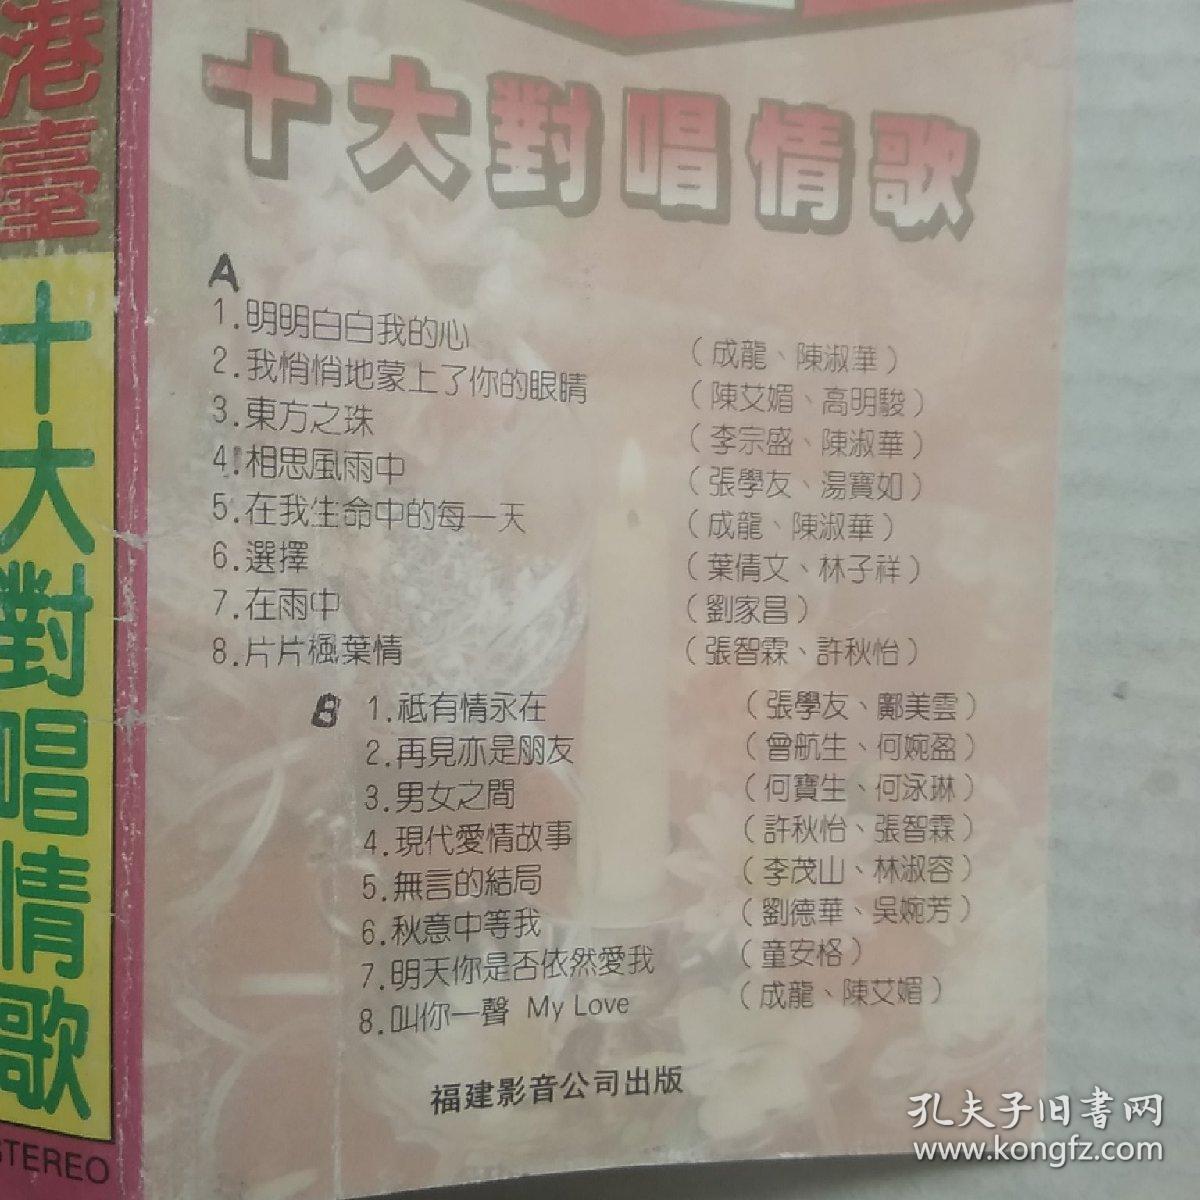 港臺
十大對唱情歌
STEREO
十大對唱情歌
A
1.明明白白我的心 (成龍、陳淑華)
2.我悄悄地蒙上了你的眼睛 (陳艾媚、高明駿)
3.東方之珠 (李宗盛、陳淑華)
4.相思風雨中 (張學友、湯寶如)
5.在我生命中的每一天 (成龍、陳淑華)
6.選擇 (葉倩文、林子祥)
7.在雨中 (劉家昌)
8.片片楓葉情 (張智霖、許秋怡)
B
1.祗有情永在 (張學友、鄺美雲)
2.再見亦是朋友 (曾航生、何婉盈)
3.男女之間 (何寶生、何泳琳)
4.現代愛情故事 (許秋怡、張智霖)
5.無言的結局 (李茂山、林淑容)
6.秋意中等我 (劉德華、吳婉芳)
7.明天你是否依然愛我 (童安格)
8.叫你一聲 My Love (成龍、陳艾媚)
福建影音公司出版
孔夫子旧書网
www.kongfz.com